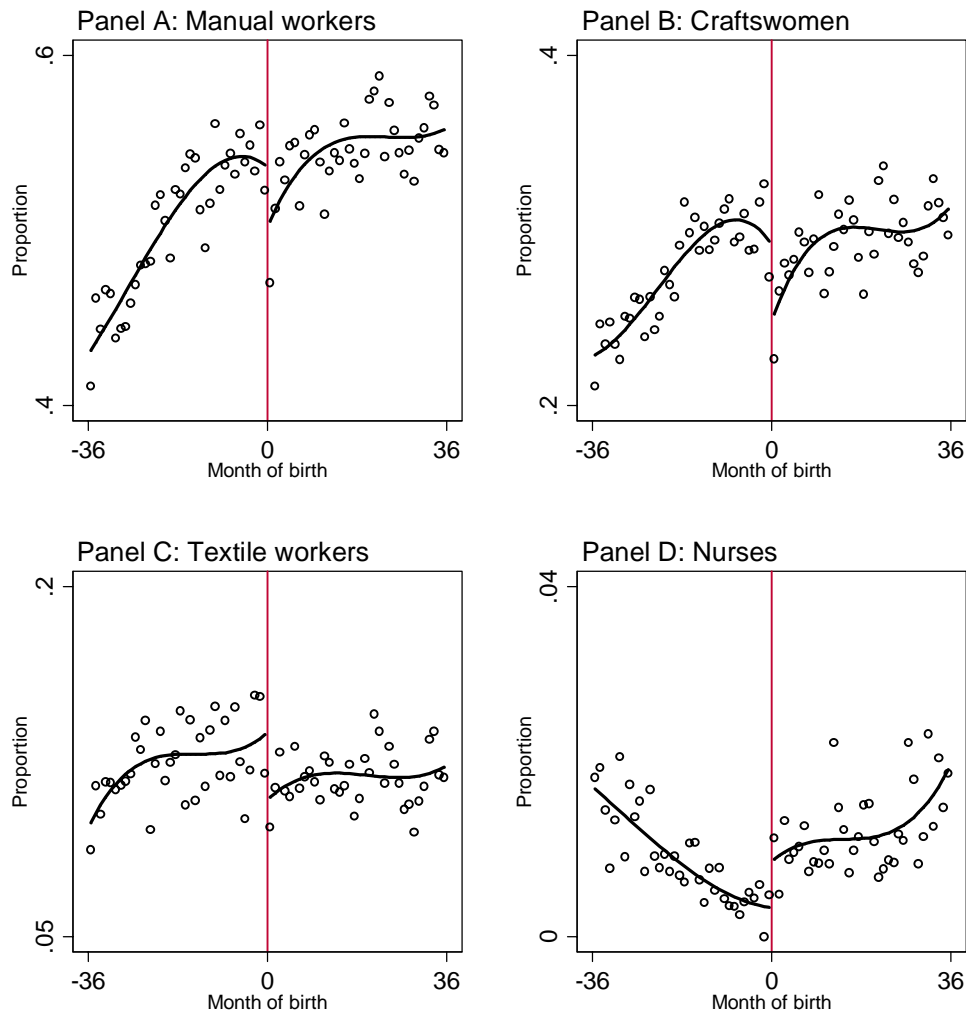 Panel A: Manual workers
.6
.4
Proportion
-36 0 36
Month of birth
Panel B: Craftswomen
.4
.2
Proportion
-36 0 36
Month of birth
Panel C: Textile workers
.2
.05
Proportion
-36 0 36
Month of birth
Panel D: Nurses
.04
0
Proportion
-36 0 36
Month of birth